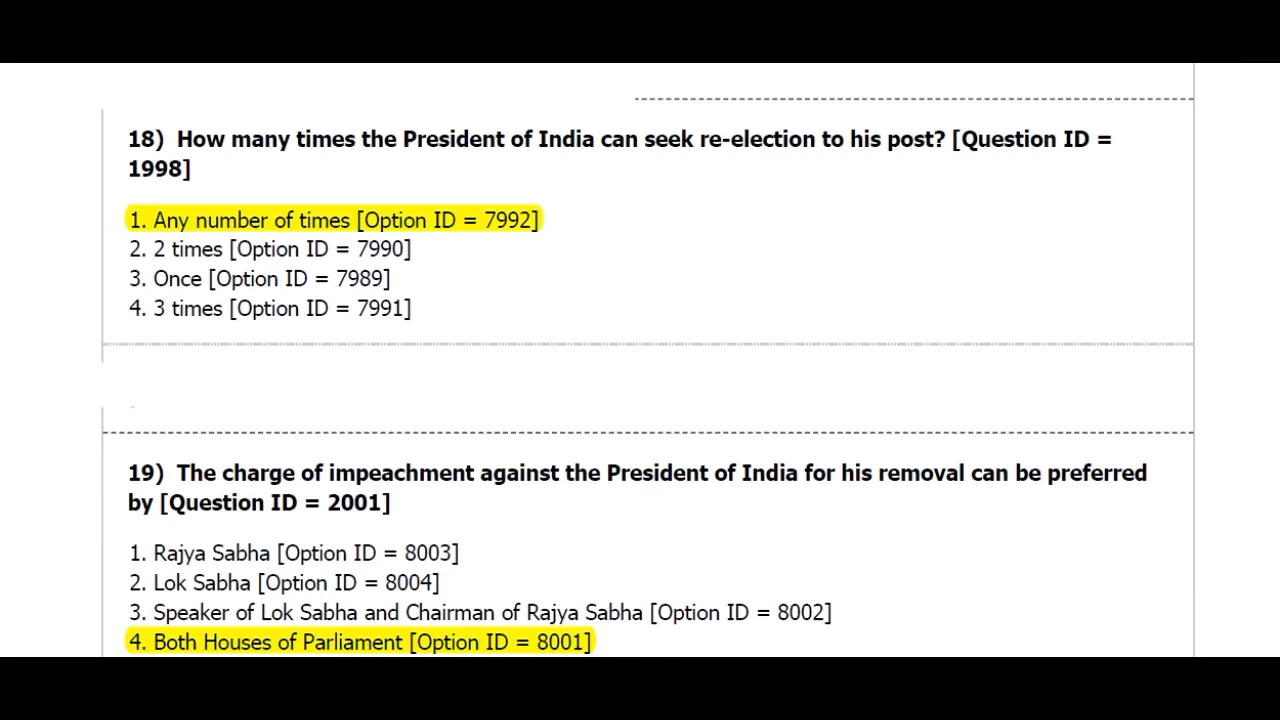 18) How many times the President of India can seek re-election to his post? [Question ID =
1998]
1. Any number of times [Option ID = 7992]
2. 2 times [Option ID = 7990]
3. Once [Option ID = 7989]
4. 3 times [Option ID = 7991]
19) The charge of impeachment against the President of India for his removal can be preferred
by [Question ID = 2001]
1. Rajya Sabha [Option ID = 8003]
2. Lok Sabha [Option ID = 8004]
3. Speaker of Lok Sabha and Chairman of Rajya Sabha [Option ID = 8002]
4. Both Houses of Parliament [Option ID = 8001]